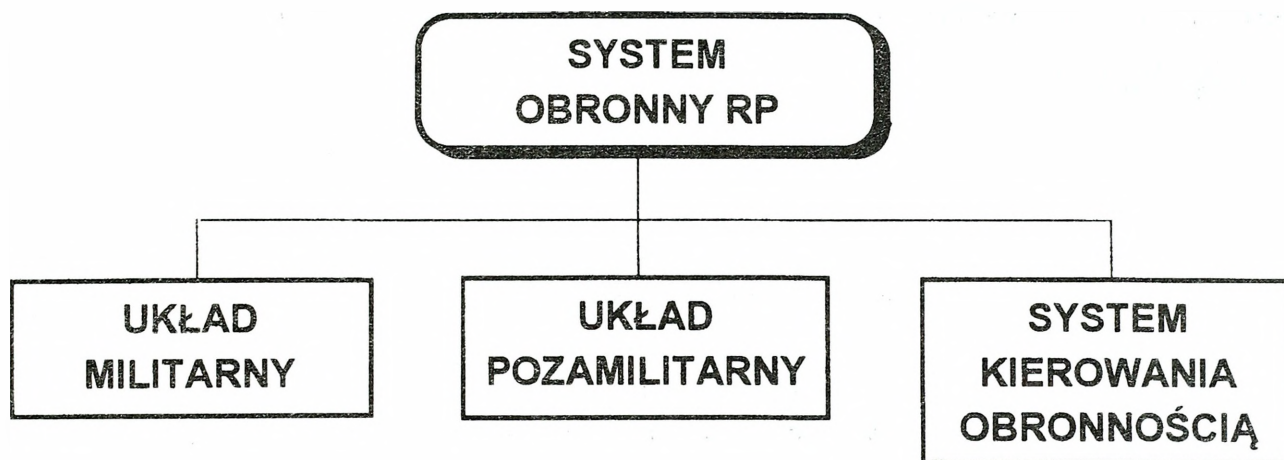 SYSTEM
OBRONNY RP
UKŁAD
MILITARNY
UKŁAD
POZAMILITARNY
SYSTEM
KIEROWANIA
OBRONNOŚCIĄ